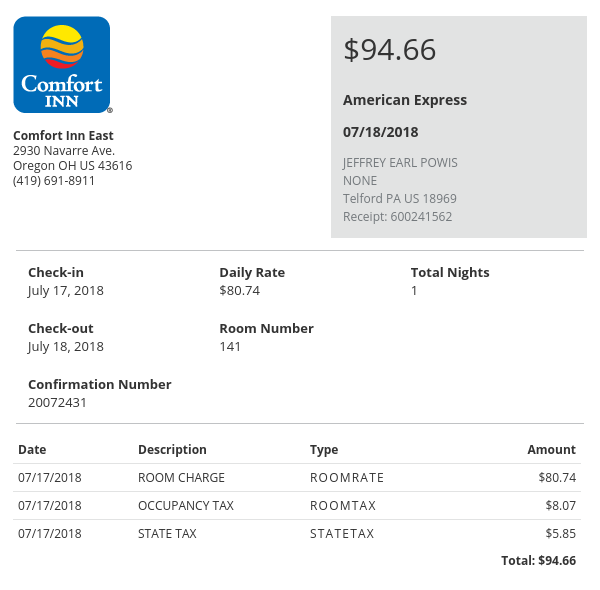 Comfort
INN
®
Comfort Inn East
2930 Navarre Ave.
Oregon OH US 43616
(419) 691-8911
$94.66
American Express
07/18/2018
JEFFREY EARL POWIS
NONE
Telford PA US 18969
Receipt: 600241562
Check-in Daily Rate Total Nights
July 17, 2018 $80.74 1
Check-out Room Number
July 18, 2018 141
Confirmation Number
20072431
Date Description Type Amount
07/17/2018 ROOM CHARGE ROOMRATE $80.74
07/17/2018 OCCUPANCY TAX ROOMTAX $8.07
07/17/2018 STATE TAX STATETAX $5.85
Total: $94.66